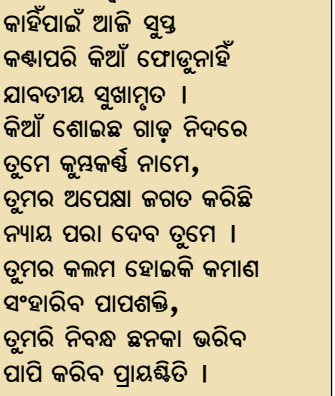 କାହିଁପାଇଁ ଆଜି ସୁପ୍ତ
କଣ୍ଟାପରି କିଆଁ ଫୋଡୁନାହିଁ
ଯାବତୀୟ ସୁଖାମୃତ ।
କିଆଁ ଶୋଇଛ ଗାଢ଼ ନିଦରେ
ତୁମେ କୁମ୍ଭକର୍ଣ୍ଣ ନାମେ,
ତୁମର ଅପେକ୍ଷା ଜଗତ କରିଛି
ନ୍ୟାୟ ପରା ଦେବ ତୁମେ ।
ତୁମର କଲମ ହୋଇକି କମାଣ
ସଂହାରିବ ପାପଶକ୍ତି,
ତୁମରି ନିବନ୍ଧ ଛନକା ଭରିବ
ପାପି କରିବ ପ୍ରାୟଶ୍ଚିତି ।